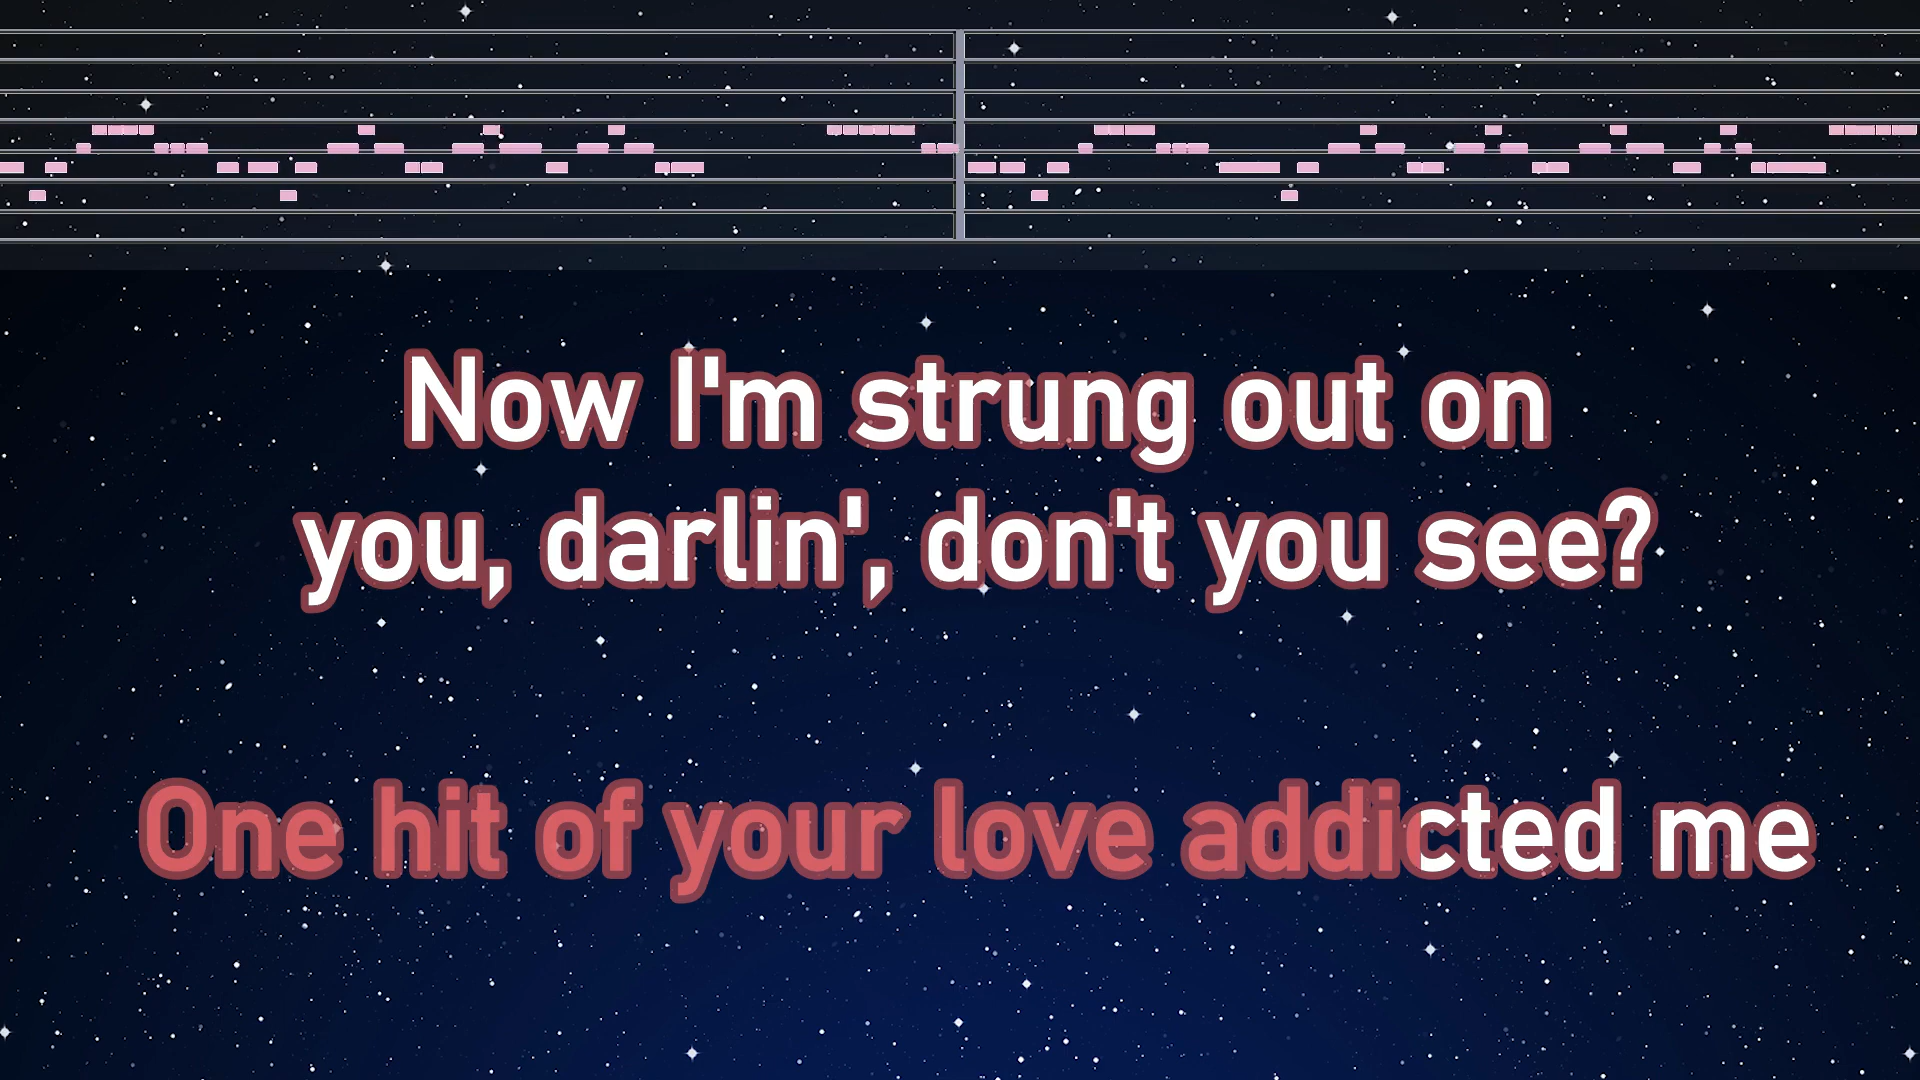 Now I'm strung out on
you, darlin', don't you see?
One hit of your love addicted me